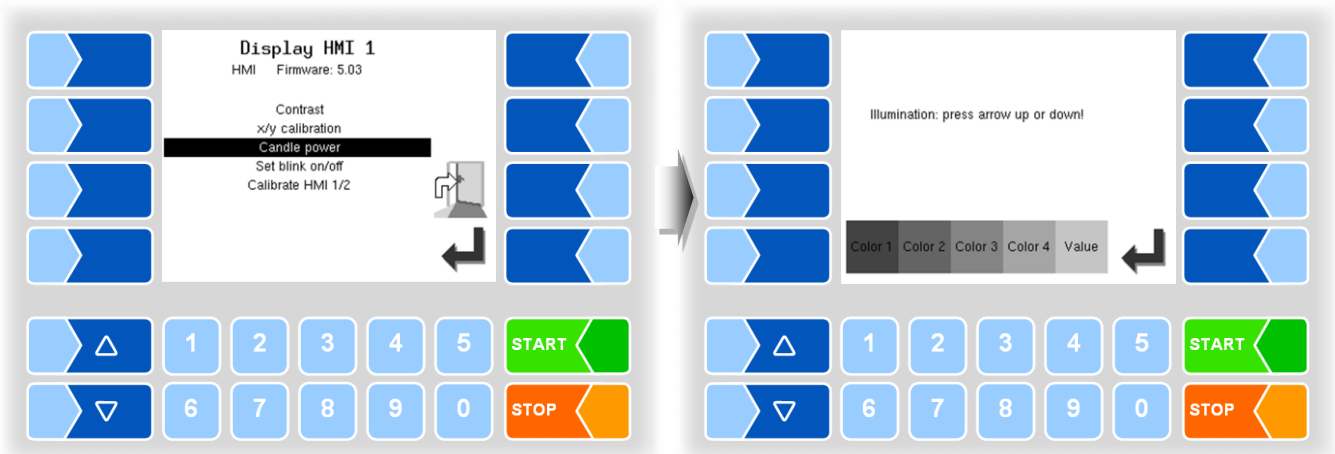 Display HMI 1
HMI Firmware: 5.03
Contrast
x/y calibration
Candle power
Set blink on/off
Calibrate HMI 1/2
1 2 3 4 5 START
6 7 8 9 0 STOP
Illumination: press arrow up or down!
Color 1 Color 2 Color 3 Color 4 Value
1 2 3 4 5 START
6 7 8 9 0 STOP